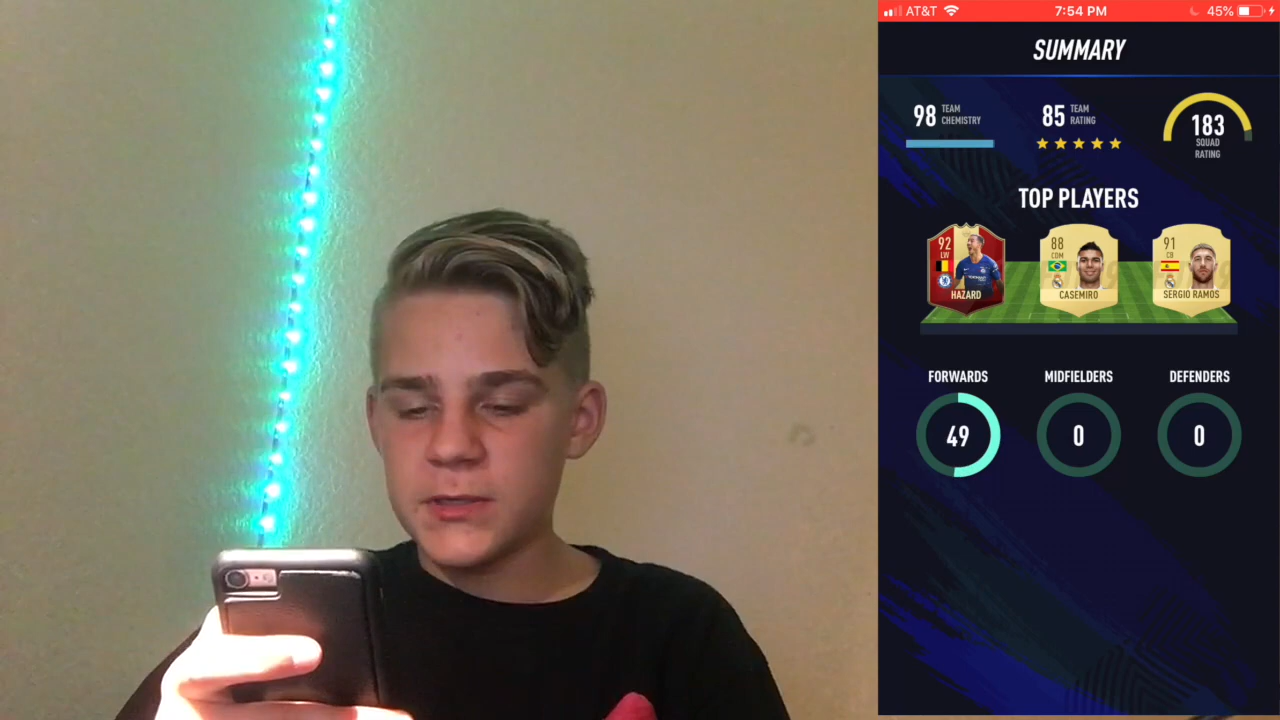 AT&T
7:54 PM
45%
SUMMARY
98 TEAM CHEMISTRY
85 TEAM RATING
183
SQUAD
RATING
TOP PLAYERS
92
LW
HAZARD
88
CDM
CASEMIRO
91
CB
SERGIO RAMOS
FORWARDS
MIDFIELDERS
DEFENDERS
49
0
0